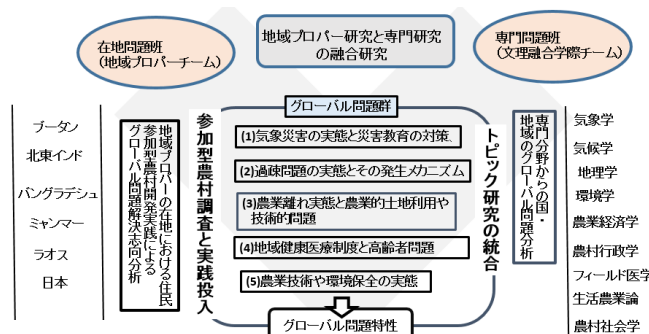 在地問題班
（地域プロパーチーム）
地域プロパー研究と専門研究
の融合研究
専門問題班
（文理融合学際チーム）
ブータン
北東インド
バングラデシュ
ミャンマー
ラオス
日本
地域プロパーの在地における住民
参加型農村開発実践による
グローバル問題解決志向分析
参加型農村調査と実践投入
グローバル問題群
(1)気象災害の実態と災害教育の対策、
(2)過疎問題の実態とその発生メカニズム
(3)農業離れ実態と農業的土地利用や
技術的問題
(4)地域健康医療制度と高齢者問題
(5)農業技術や環境保全の実態
グローバル問題特性
トピック研究の統合
専門分野からの国・
地域のグローバル問題分析
気象学
気候学
地理学
環境学
農業経済学
農村行政学
フィールド医学
生活農業論
農村社会学